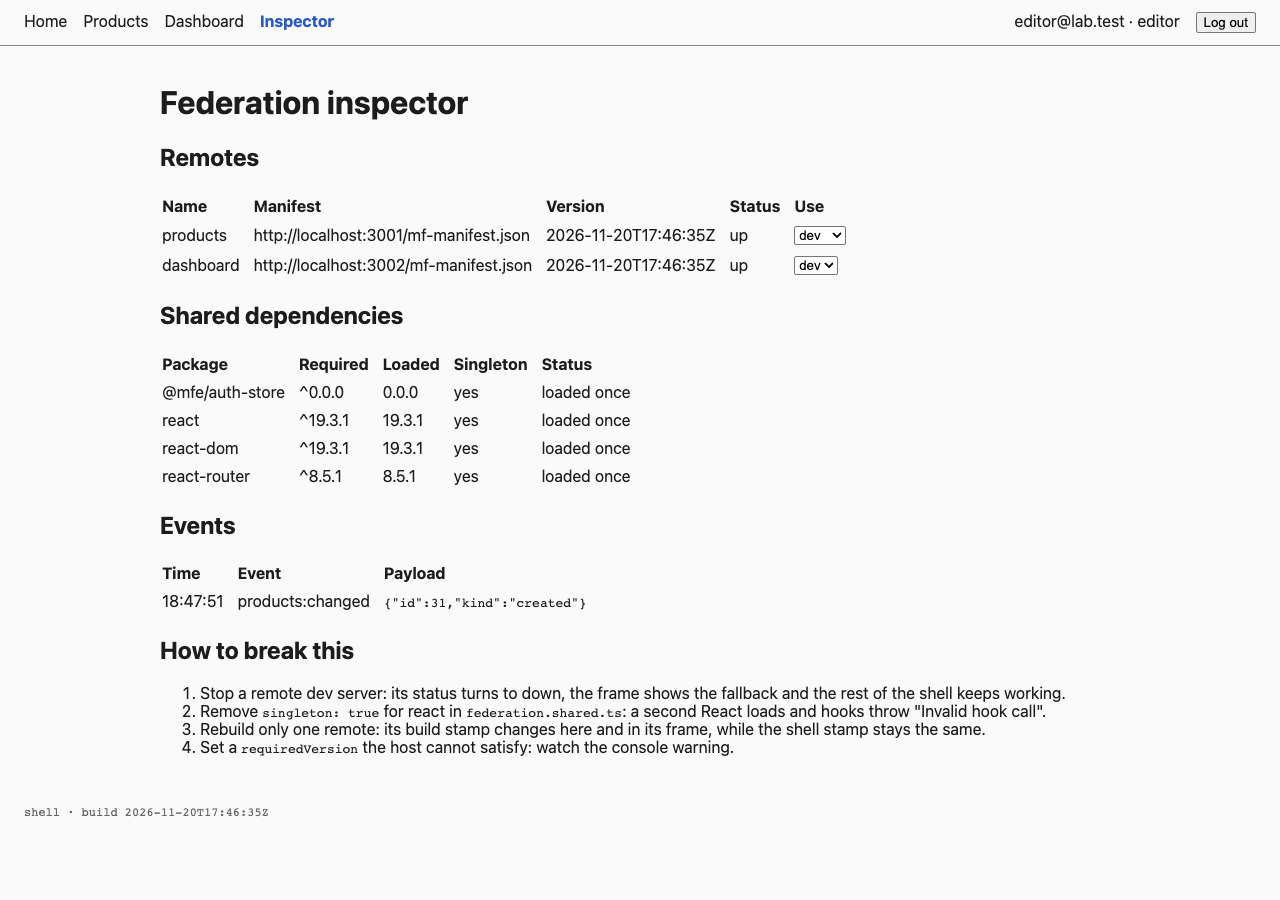 Home Products Dashboard Inspector editor@lab.test · editor Log out
Federation inspector
Remotes
Name Manifest Version Status Use
products http://localhost:3001/mf-manifest.json 2026-11-20T17:46:35Z up dev
dashboard http://localhost:3002/mf-manifest.json 2026-11-20T17:46:35Z up dev
Shared dependencies
Package Required Loaded Singleton Status
@mfe/auth-store ^0.0.0 0.0.0 yes loaded once
react ^19.3.1 19.3.1 yes loaded once
react-dom ^19.3.1 19.3.1 yes loaded once
react-router ^8.5.1 8.5.1 yes loaded once
Events
Time Event Payload
18:47:51 products:changed {"id":31,"kind":"created"}
How to break this
1. Stop a remote dev server: its status turns to down, the frame shows the fallback and the rest of the shell keeps working.
2. Remove singleton: true for react in federation.shared.ts: a second React loads and hooks throw "Invalid hook call".
3. Rebuild only one remote: its build stamp changes here and in its frame, while the shell stamp stays the same.
4. Set a requiredVersion the host cannot satisfy: watch the console warning.
shell · build 2026-11-20T17:46:35Z